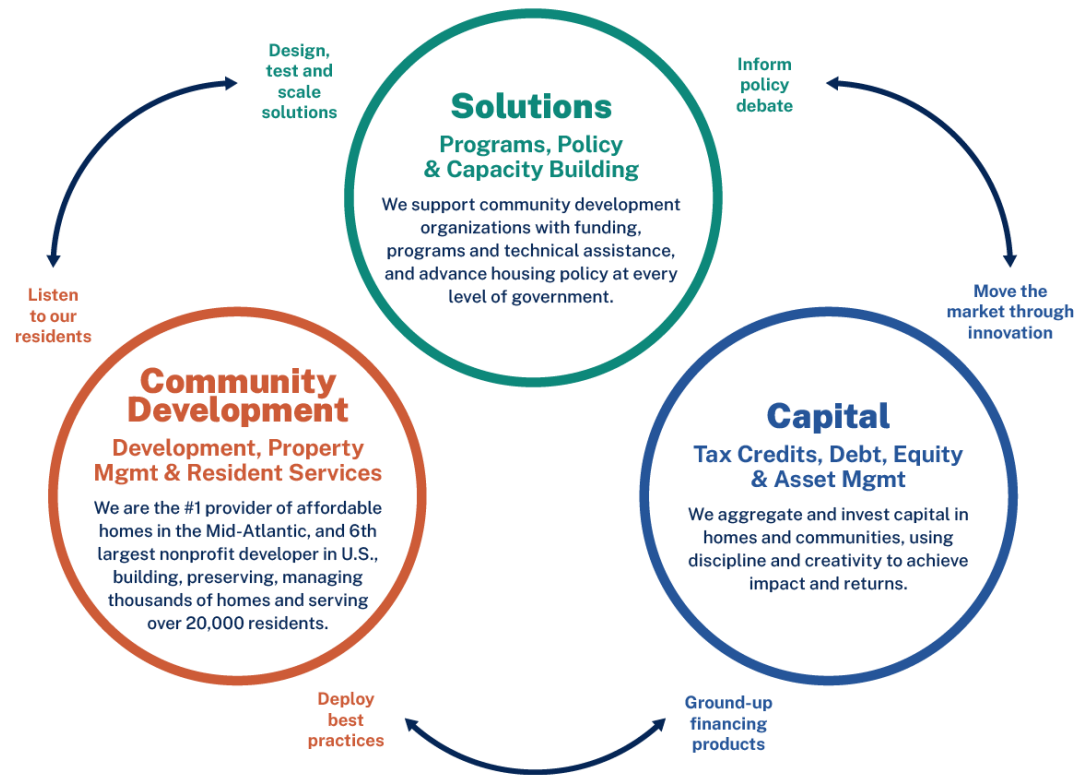 Design,
test and
scale
solutions
Inform
policy
debate
Solutions
Programs, Policy
& Capacity Building
We support community development
organizations with funding,
programs and technical assistance,
and advance housing policy at every
level of government.
Listen
to our
residents
Move the
market through
innovation
Community
Development
Development, Property
Mgmt & Resident Services
We are the #1 provider of affordable
homes in the Mid-Atlantic, and 6th
largest nonprofit developer in U.S.,
building, preserving, managing
thousands of homes and serving
over 20,000 residents.
Capital
Tax Credits, Debt, Equity
& Asset Mgmt
We aggregate and invest capital in
homes and communities, using
discipline and creativity to achieve
impact and returns.
Deploy
best
practices
Ground-up
financing
products